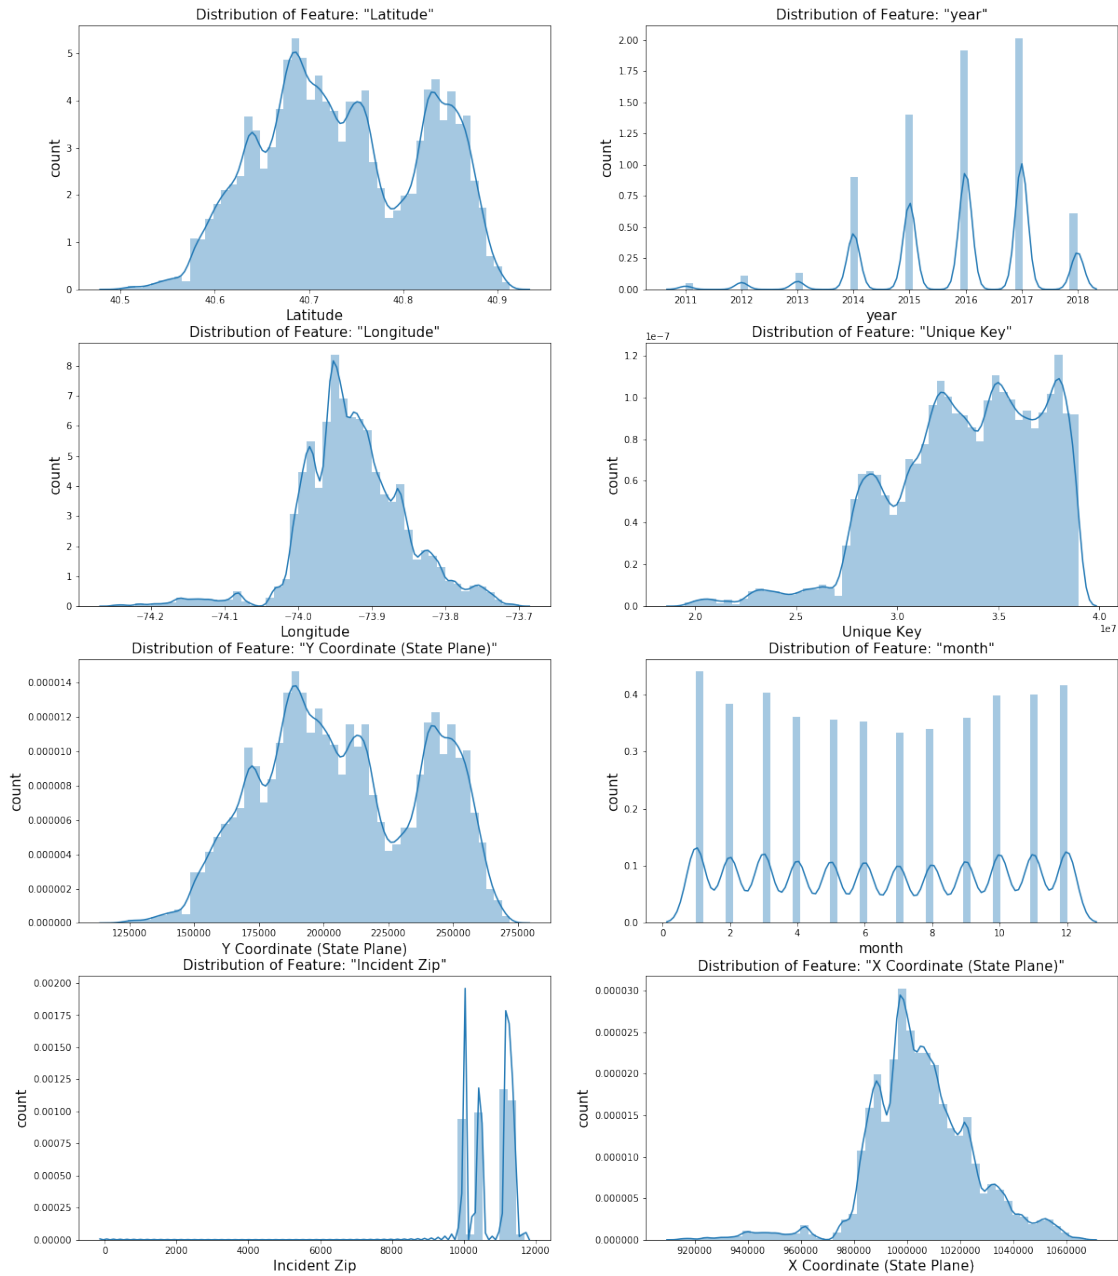 Distribution of Feature: "Latitude"
count
5
4
3
2
1
0
40.5 40.6 40.7 40.8 40.9
Latitude
Distribution of Feature: "year"
count
2.00
1.75
1.50
1.25
1.00
0.75
0.50
0.25
0.00
2011 2012 2013 2014 2015 2016 2017 2018
year
Distribution of Feature: "Longitude"
count
8
7
6
5
4
3
2
1
0
−74.2 −74.1 −74.0 −73.9 −73.8 −73.7
Longitude
Distribution of Feature: "Unique Key"
1e−7
count
1.2
1.0
0.8
0.6
0.4
0.2
0.0
2.0 2.5 3.0 3.5 4.0
1e7
Unique Key
Distribution of Feature: "Y Coordinate (State Plane)"
count
0.000014
0.000012
0.000010
0.000008
0.000006
0.000004
0.000002
0.000000
125000 150000 175000 200000 225000 250000 275000
Y Coordinate (State Plane)
Distribution of Feature: "month"
count
0.4
0.3
0.2
0.1
0.0
0 2 4 6 8 10 12
month
Distribution of Feature: "Incident Zip"
count
0.00200
0.00175
0.00150
0.00125
0.00100
0.00075
0.00050
0.00025
0.00000
0 2000 4000 6000 8000 10000 12000
Incident Zip
Distribution of Feature: "X Coordinate (State Plane)"
count
0.000030
0.000025
0.000020
0.000015
0.000010
0.000005
0.000000
920000 940000 960000 980000 1000000 1020000 1040000 1060000
X Coordinate (State Plane)